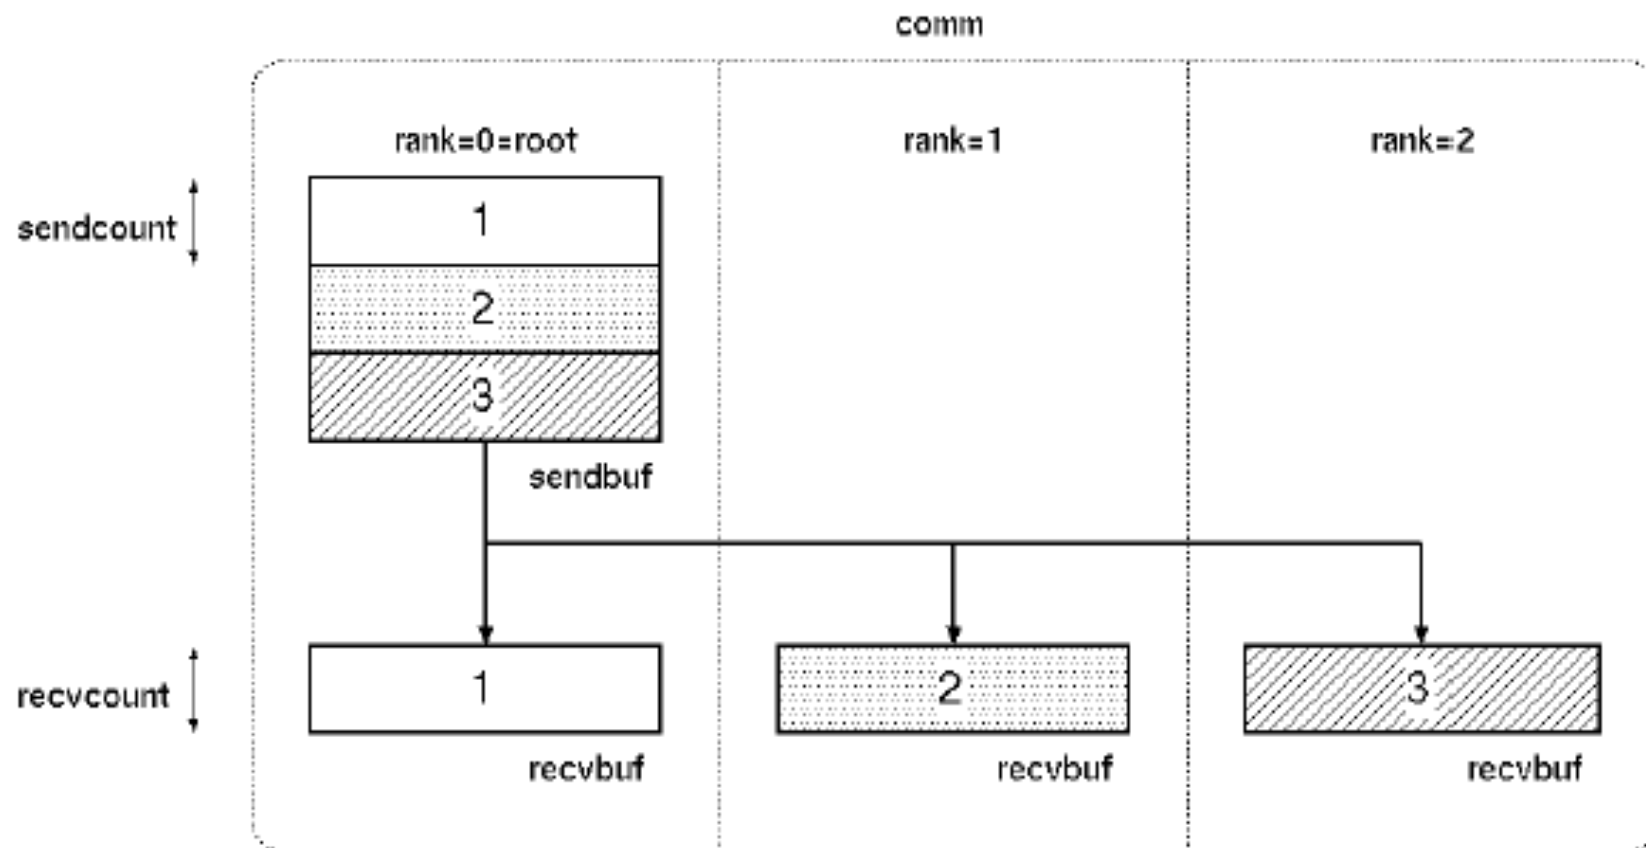 comm
rank=0=root
rank=1
rank=2
sendcount
1
2
3
sendbuf
recvcount
1
2
3
recvbuf
recvbuf
recvbuf